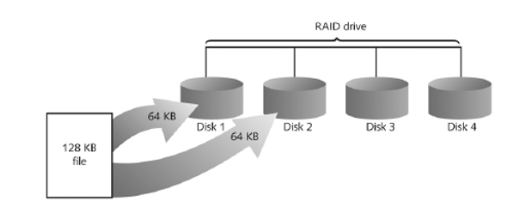 RAID drive
64 KB
Disk 1
64 KB
Disk 2
Disk 3
Disk 4
128 KB
file